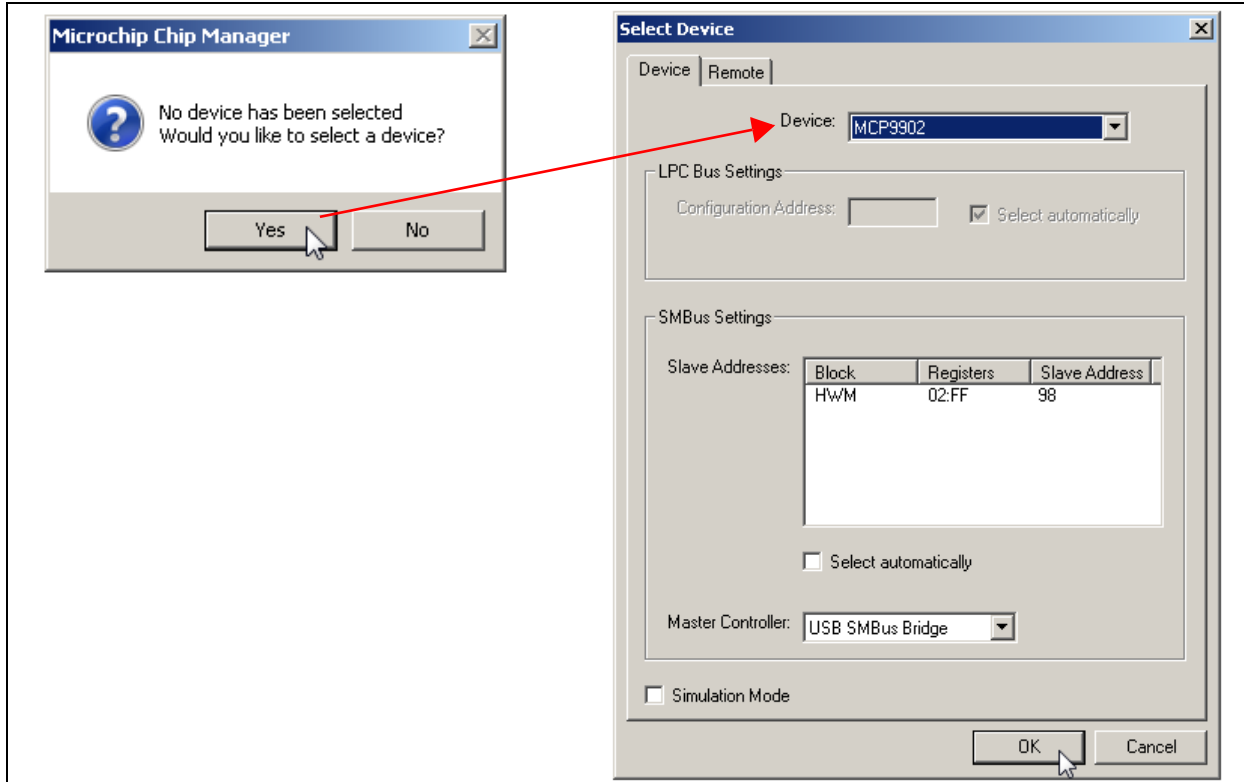 Microchip Chip Manager
No device has been selected
Would you like to select a device?
Yes No
Select Device
Device Remote
Device: MCP9902
LPC Bus Settings
Configuration Address: Select automatically
SMBus Settings
Slave Addresses: Block Registers Slave Address
HWM 02:FF 98
Select automatically
Master Controller: USB SMBus Bridge
Simulation Mode
OK Cancel